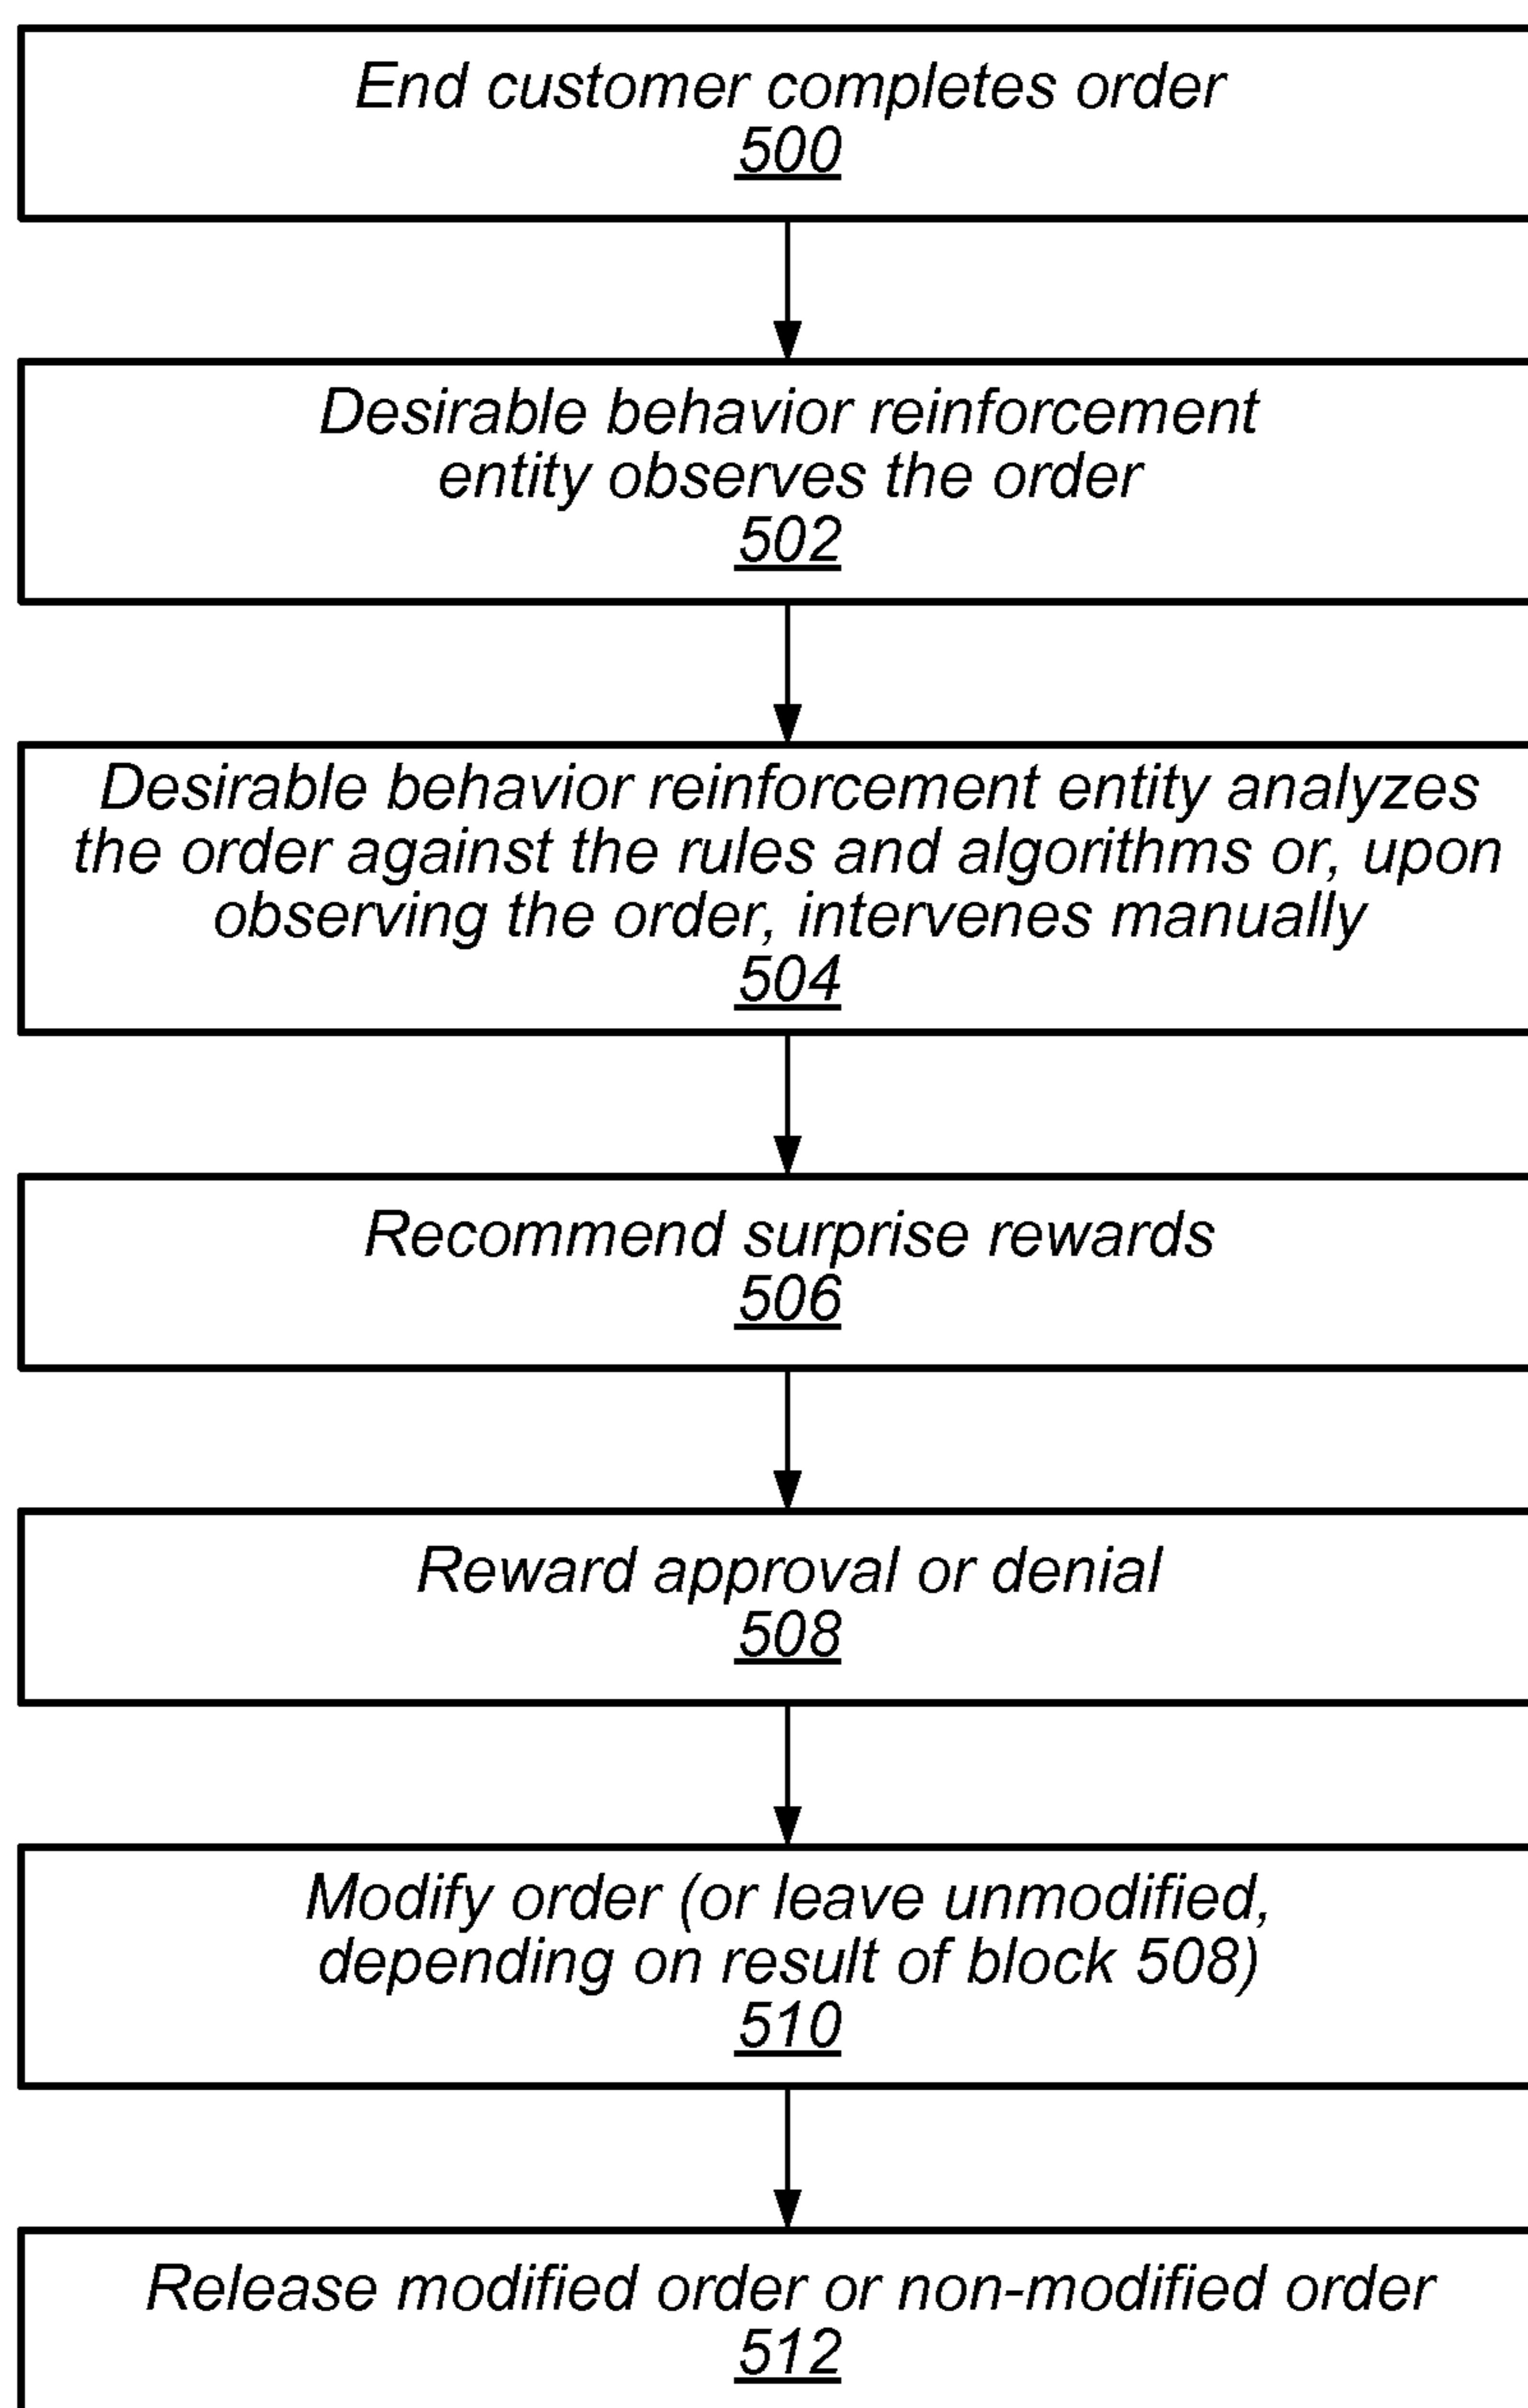 End customer completes order
500
Desirable behavior reinforcement
entity observes the order
502
Desirable behavior reinforcement entity analyzes
the order against the rules and algorithms or, upon
observing the order, intervenes manually
504
Recommend surprise rewards
506
Reward approval or denial
508
Modify order (or leave unmodified,
depending on result of block 508)
510
Release modified order or non-modified order
512